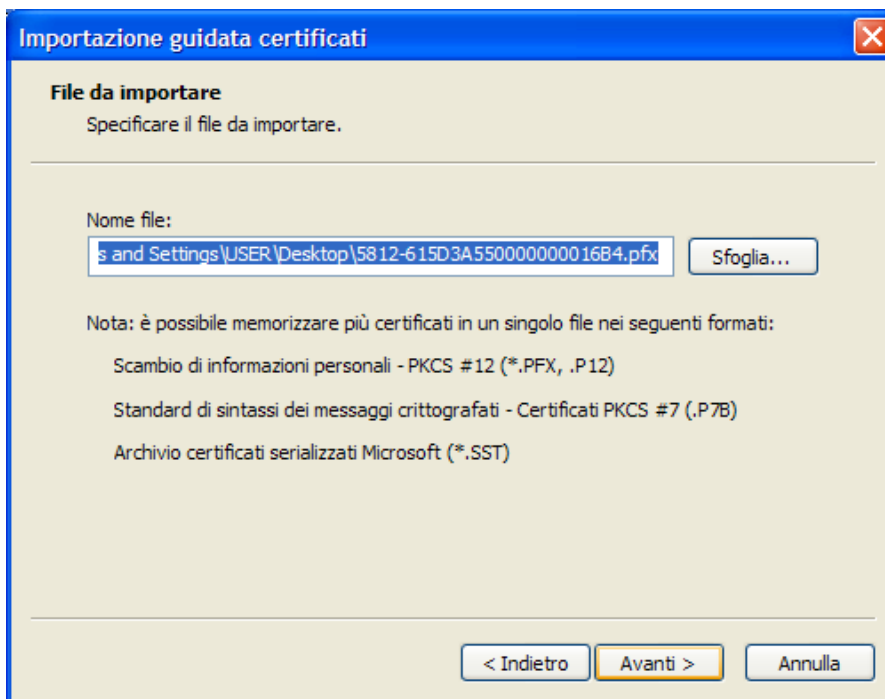 Importazione guidata certificati
File da importare
Specificare il file da importare.
Nome file:
s and Settings\USER\Desktop\5812-615D3A550000000016B4.pfx
Sfoglia...
Nota: è possibile memorizzare più certificati in un singolo file nei seguenti formati:
Scambio di informazioni personali - PKCS #12 (*.PFX, .P12)
Standard di sintassi dei messaggi crittografati - Certificati PKCS #7 (.P7B)
Archivio certificati serializzati Microsoft (*.SST)
< Indietro
Avanti >
Annulla